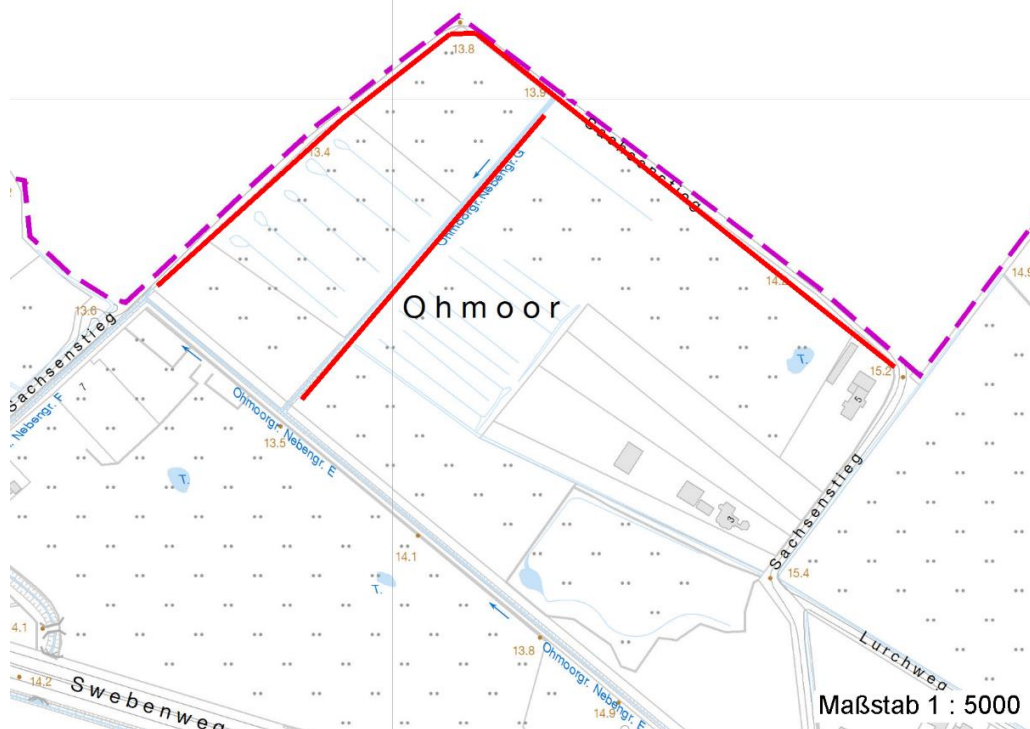 13.8
13.9
Sachsenstieg
13.4
Ohmoorgr. Nebengr. G
14.9
Ohmoor
13.6
Sachsenstieg
T.
15.2
5
7
Ohmoorgr. Nebengr. E
Nebengr. F
13.5
T.
Sachsenstieg
3
14.1
15.4
T.
4.1
13.8
Lurchweg
Ohmoorgr. Nebengr. E
14.2
Swebenweg
14.9
Maßstab 1 : 5000